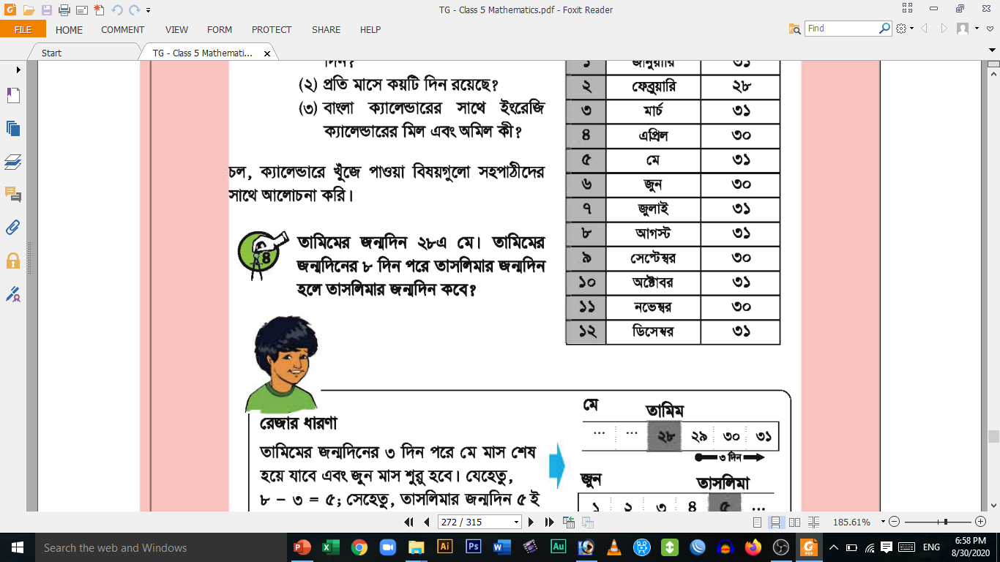 TG - Class 5 Mathematics.pdf - Foxit Reader
FILE HOME COMMENT VIEW FORM PROTECT SHARE HELP
Find
Start
TG - Class 5 Mathemati...
দিন?
(২) প্রতি মাসে কয়টি দিন রয়েছে?
(৩) বাংলা ক্যালেন্ডারের সাথে ইংরেজি
ক্যালেন্ডারের মিল এবং অমিল কী?
চল, ক্যালেন্ডারে খুঁজে পাওয়া বিষয়গুলো সহপাঠীদের
সাথে আলোচনা করি।
৪
তামিমের জন্মদিন ২৮এ মে। তামিমের
জন্মদিনের ৮ দিন পরে তাসলিমার জন্মদিন
হলে তাসলিমার জন্মদিন কবে?
১ জানুয়ারি ৩১
২ ফেব্রুয়ারি ২৮
৩ মার্চ ৩১
৪ এপ্রিল ৩০
৫ মে ৩১
৬ জুন ৩০
৭ জুলাই ৩১
৮ আগস্ট ৩১
৯ সেপ্টেম্বর ৩০
১০ অক্টোবর ৩১
১১ নভেম্বর ৩০
১২ ডিসেম্বর ৩১
রেজার ধারণা
তামিমের জন্মদিনের ৩ দিন পরে মে মাস শেষ
হয়ে যাবে এবং জুন মাস শুরু হবে। যেহেতু,
৮ - ৩ = ৫; সেহেতু, তাসলিমার জন্মদিন ৫ ই
মে
তামিম
... ... ২৮ ২৯ ৩০ ৩১
৩ দিন
জুন
তাসলিমা
১ ২ ৩ ৪ ৫ ...
272 / 315
185.61%
Search the web and Windows
ENG
6:58 PM
8/30/2020